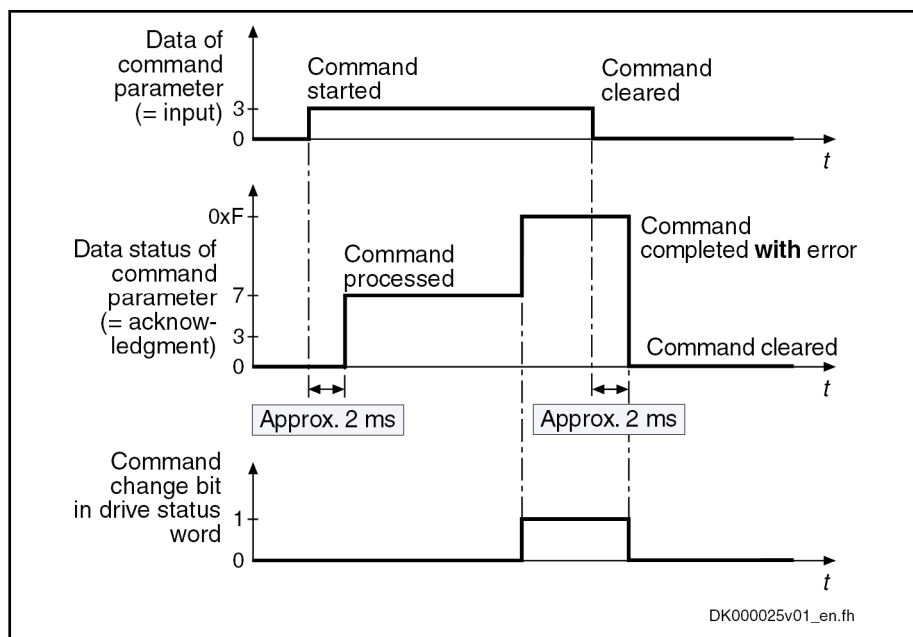 Data of
command
parameter
(= input)
Command
started
Command
cleared
3
0
t
0xF
Data status of
command
parameter
(= acknow-
ledgment)
Command
processed
Command
completed with error
7
3
0
Command cleared
t
Approx. 2 ms
Approx. 2 ms
Command
change bit
in drive status
word
1
0
t
DK000025v01_en.fh